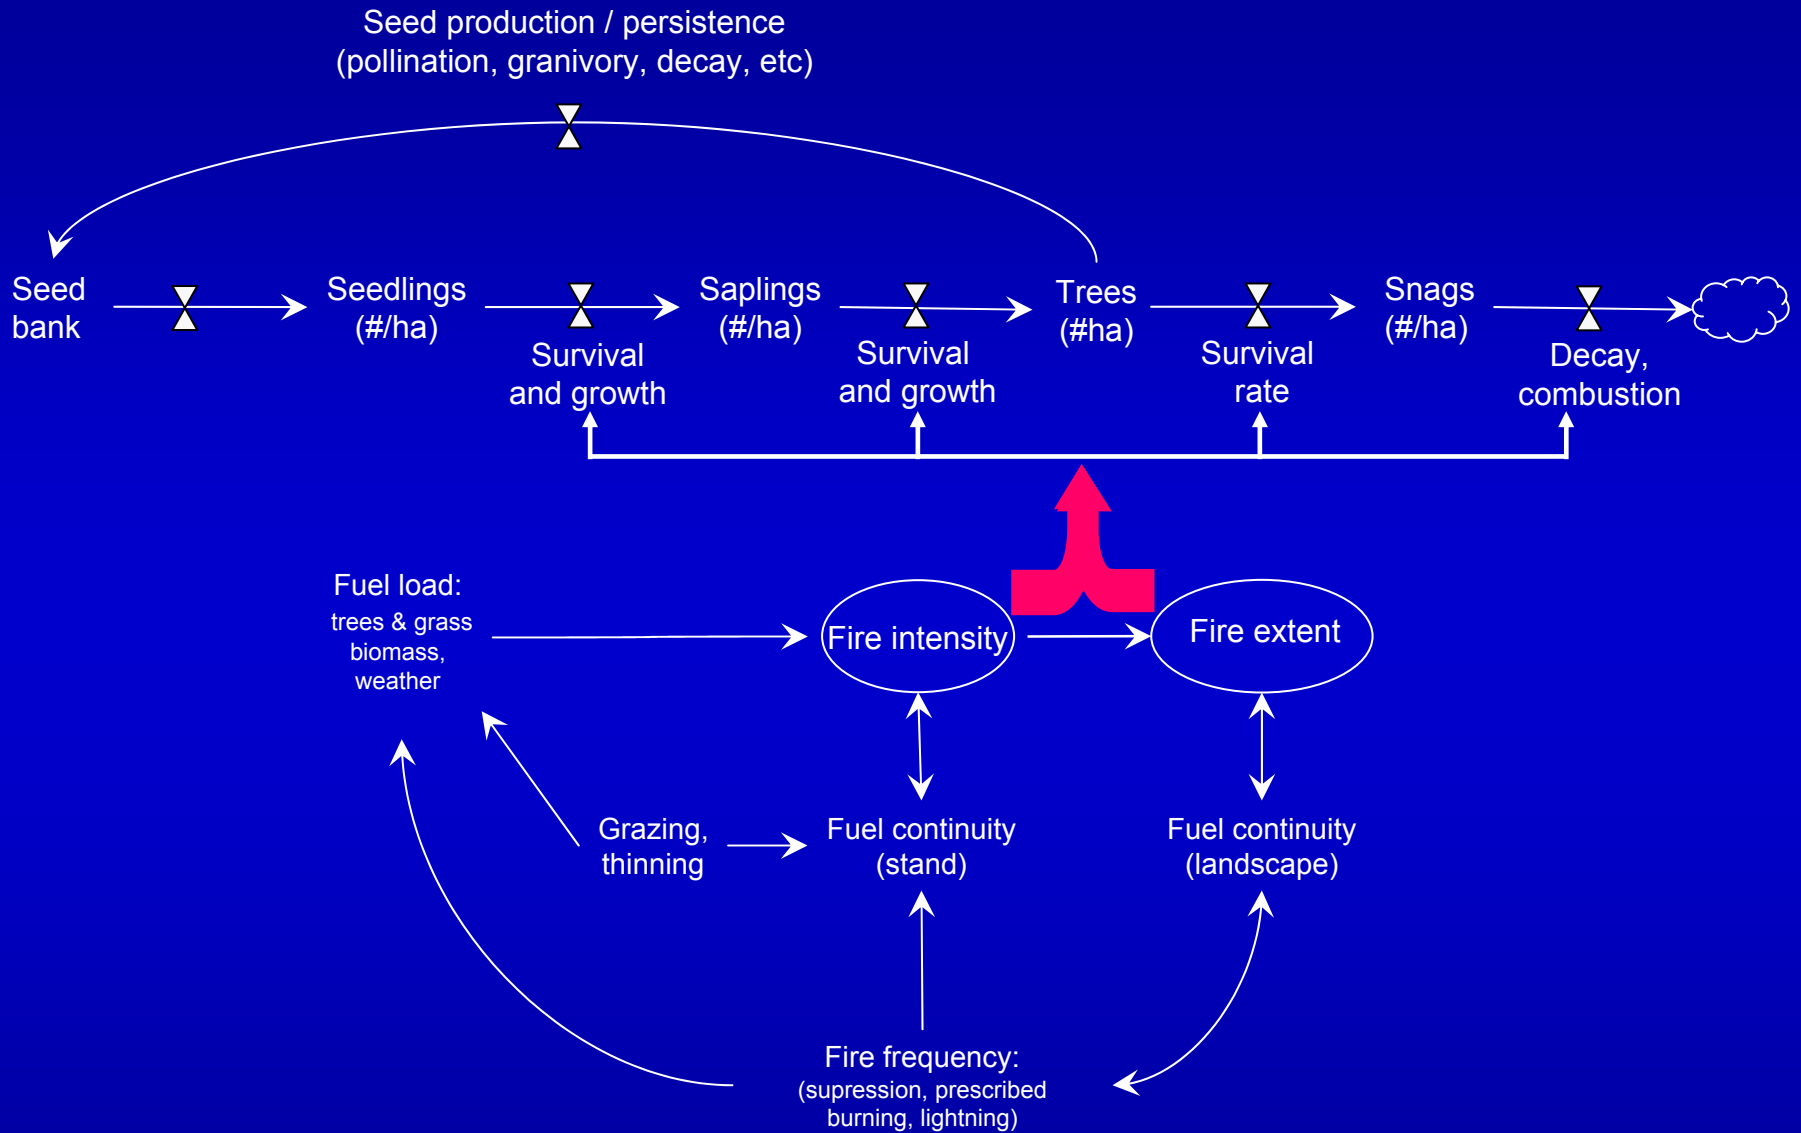 Seed production / persistence
(pollination, granivory, decay, etc)
Seed
bank
Seedlings
(#/ha)
Saplings
(#/ha)
Trees
(#ha)
Snags
(#/ha)
Survival
and growth
Survival
and growth
Survival
rate
Decay,
combustion
Fuel load:
trees & grass
biomass,
weather
Fire intensity
Fire extent
Grazing,
thinning
Fuel continuity
(stand)
Fuel continuity
(landscape)
Fire frequency:
(supression, prescribed
burning, lightning)